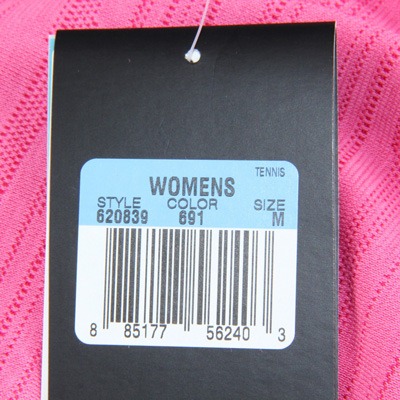 TENNIS
WOMENS
STYLE COLOR SIZE
620839 691 M
8 85177 56240 3